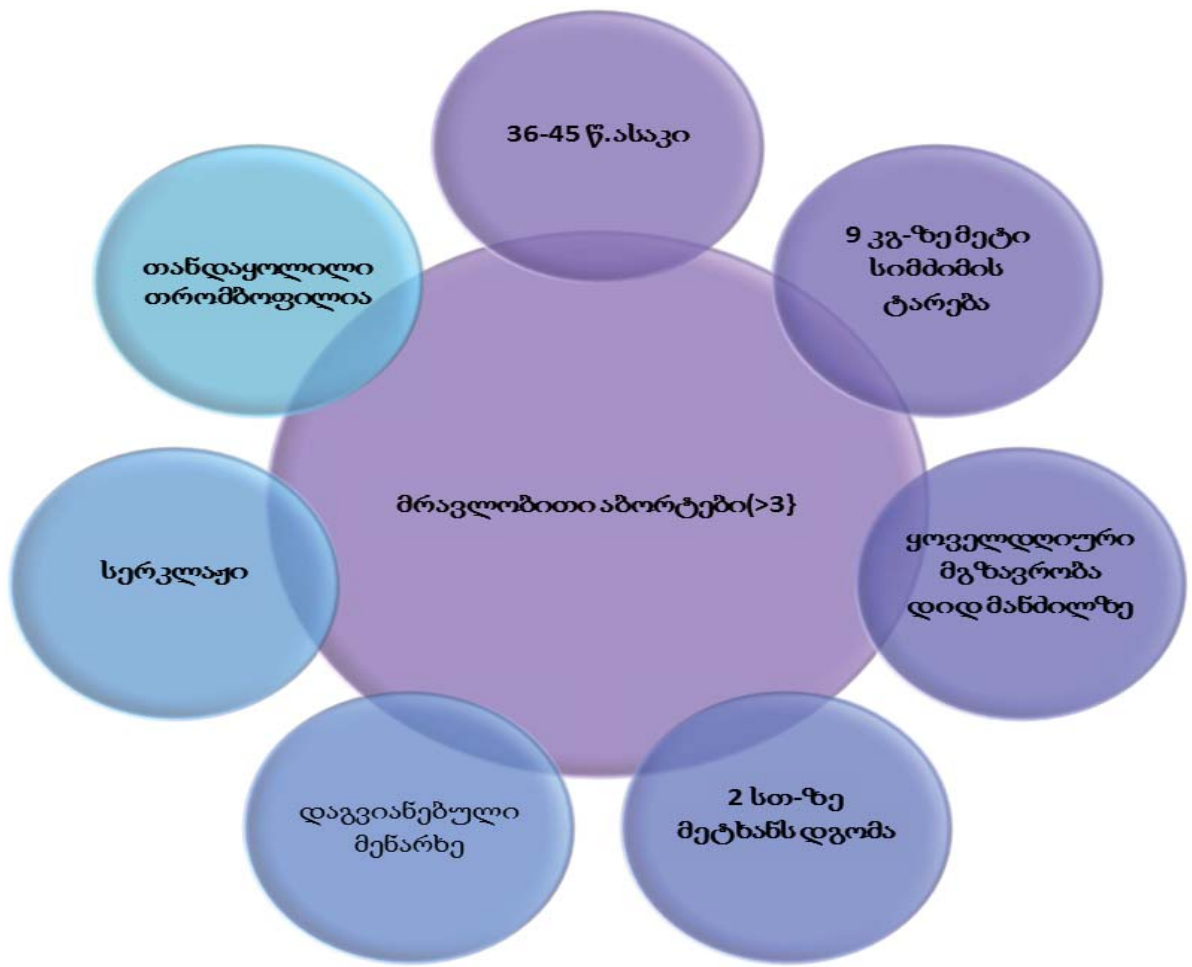 36-45 წ.ასაკი
9 კგ-ზე მეტი
სიმძიმის
ტარება
თანდაყოლილი
თრომბოფილია
მრავლობითი აბორტები(>3}
ყოველდღიური
მგზავრობა
დიდ მანძილზე
სერკლაჟი
2 სთ-ზე
მეტხანს დგომა
დაგვიანებული
მენარხე